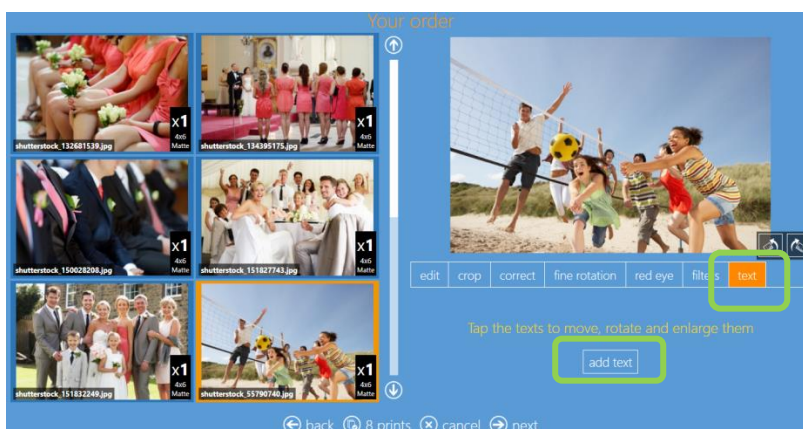 Your order
x1
4x6
Matte
shutterstock_132681539.jpg
x1
4x6
Matte
shutterstock_134395175.jpg
x1
4x6
Matte
shutterstock_150028208.jpg
x1
4x6
Matte
shutterstock_151827743.jpg
x1
4x6
Matte
shutterstock_151832249.jpg
x1
4x6
Matte
shutterstock_55790740.jpg
edit crop correct fine rotation red eye filters text
Tap the texts to move, rotate and enlarge them
add text
back 8 prints cancel next